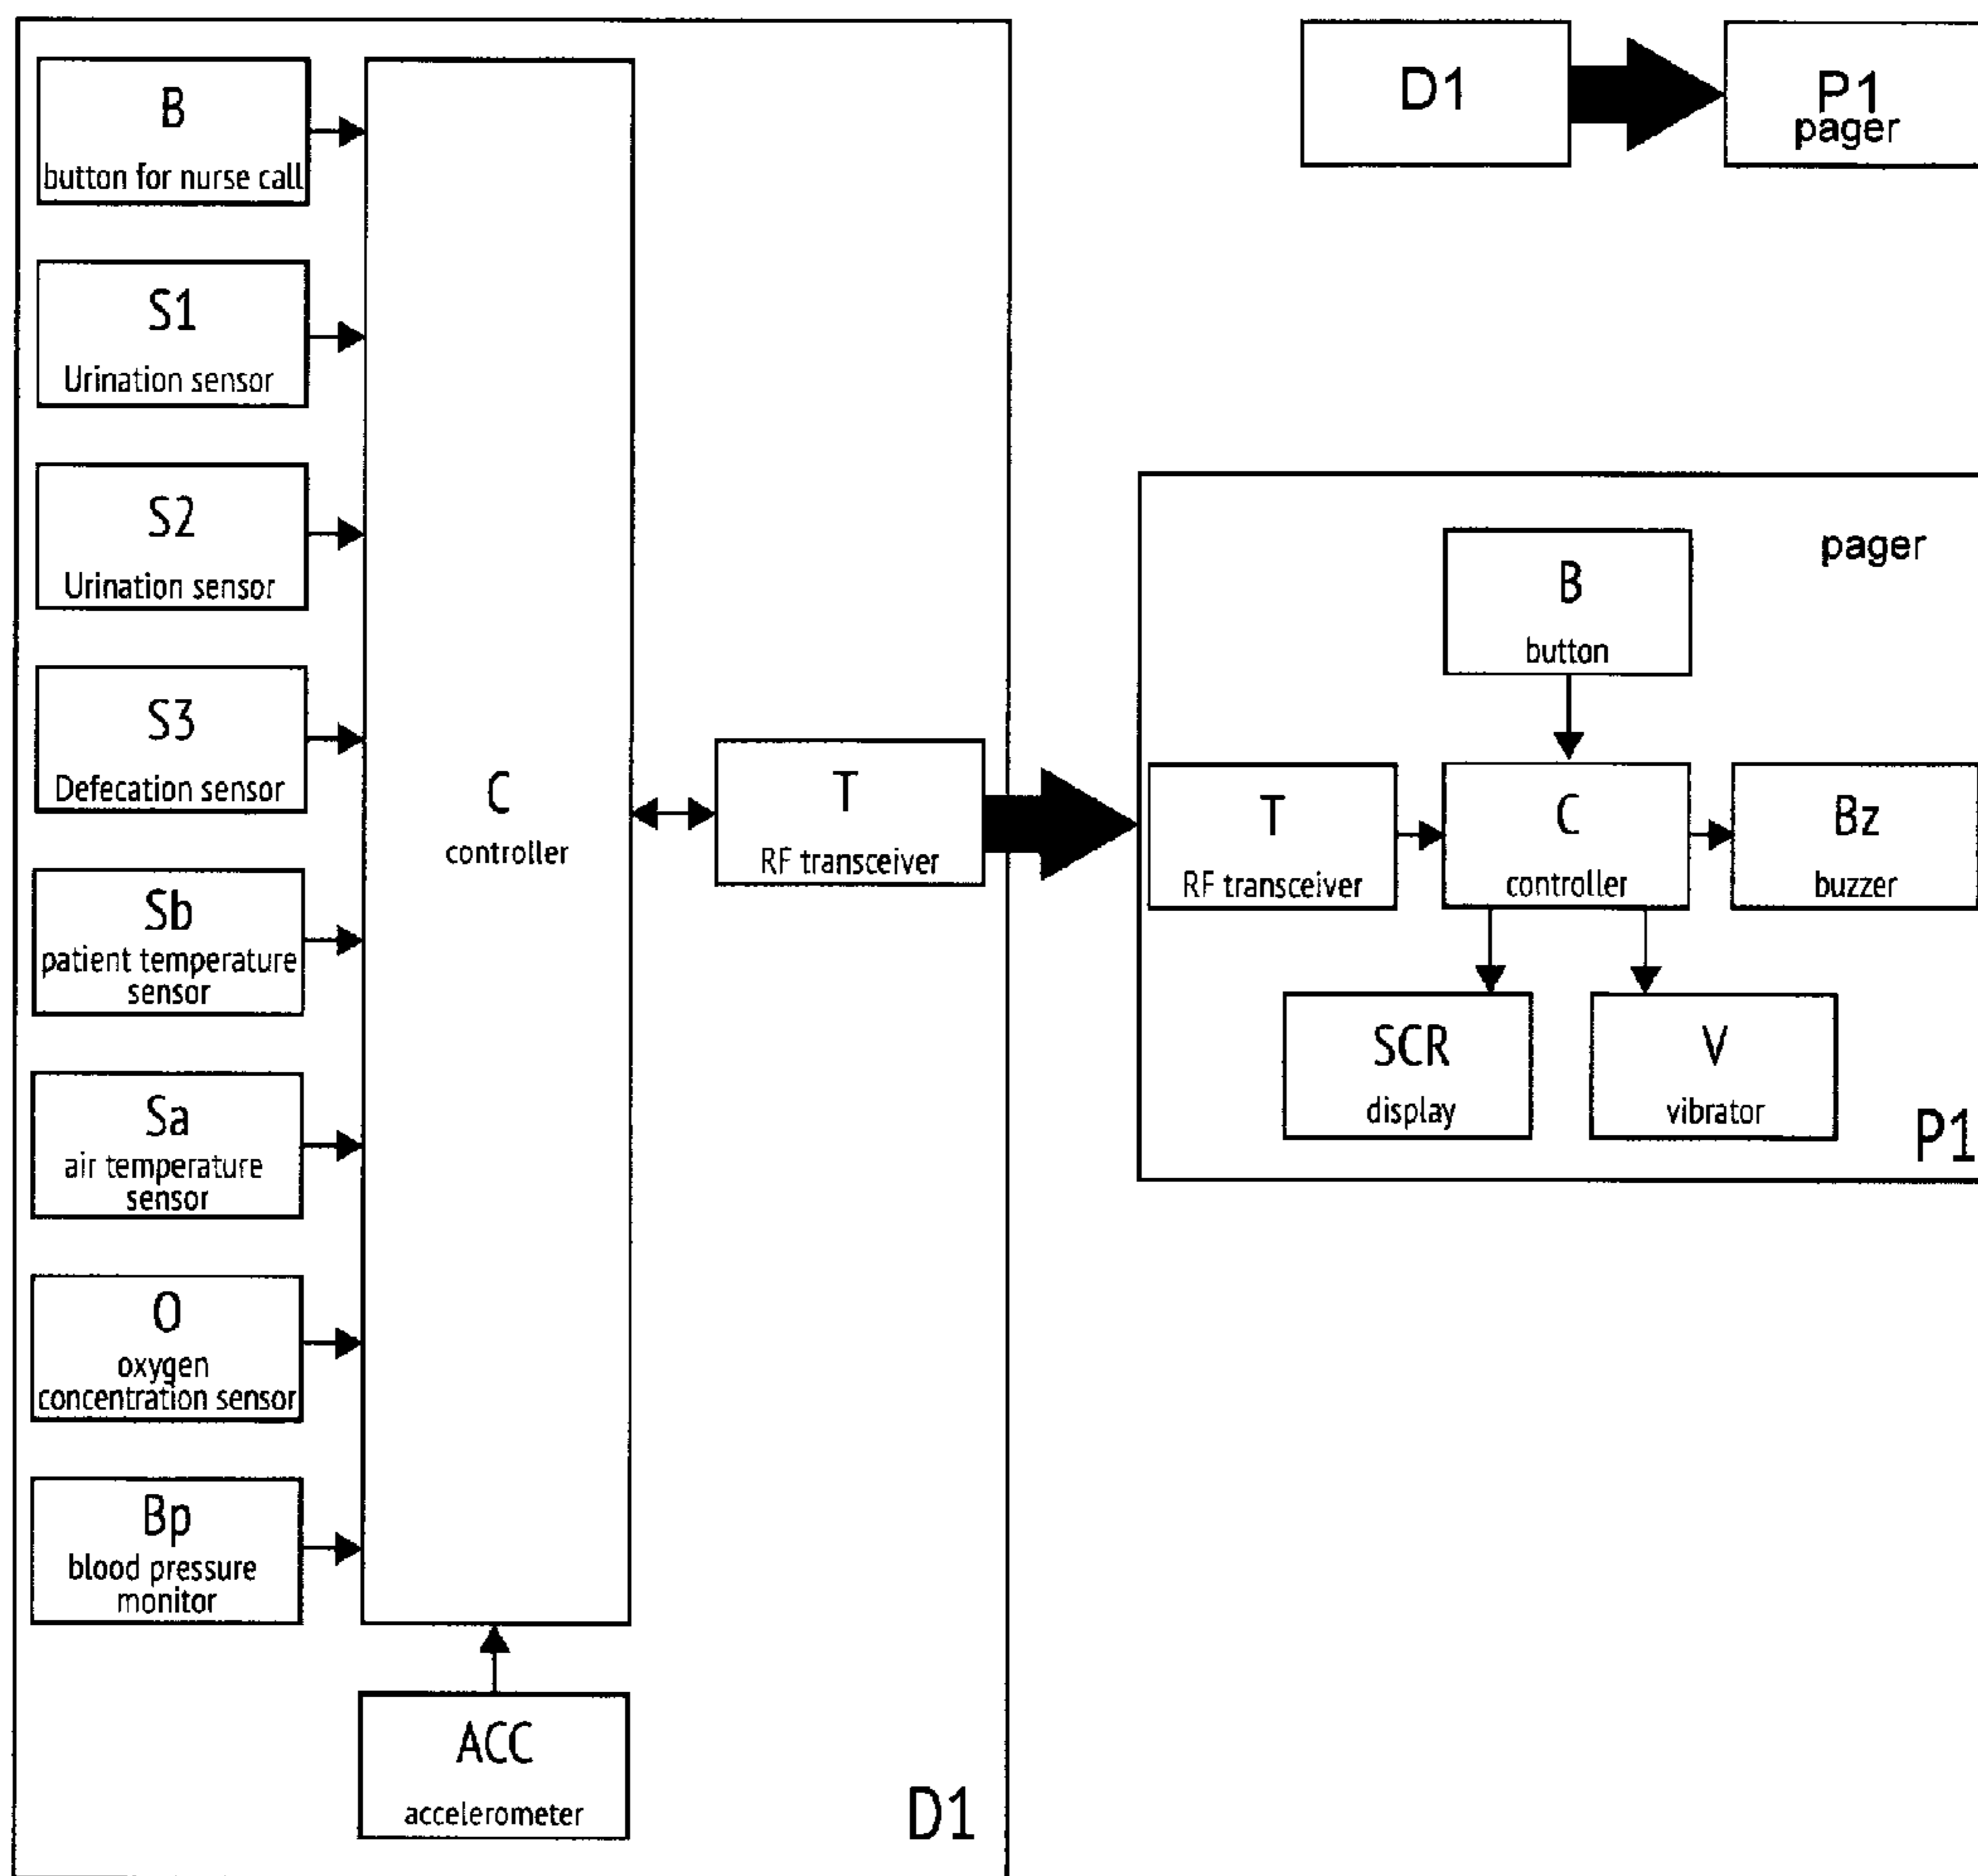 B
button for nurse call
S1
Urination sensor
S2
Urination sensor
S3
Defecation sensor
Sb
patient temperature
sensor
Sa
air temperature
sensor
O
oxygen
concentration sensor
Bp
blood pressure
monitor
C
controller
ACC
accelerometer
T
RF transceiver
D1
D1
P1
pager
pager
B
button
T
RF transceiver
C
controller
Bz
buzzer
SCR
display
V
vibrator
P1